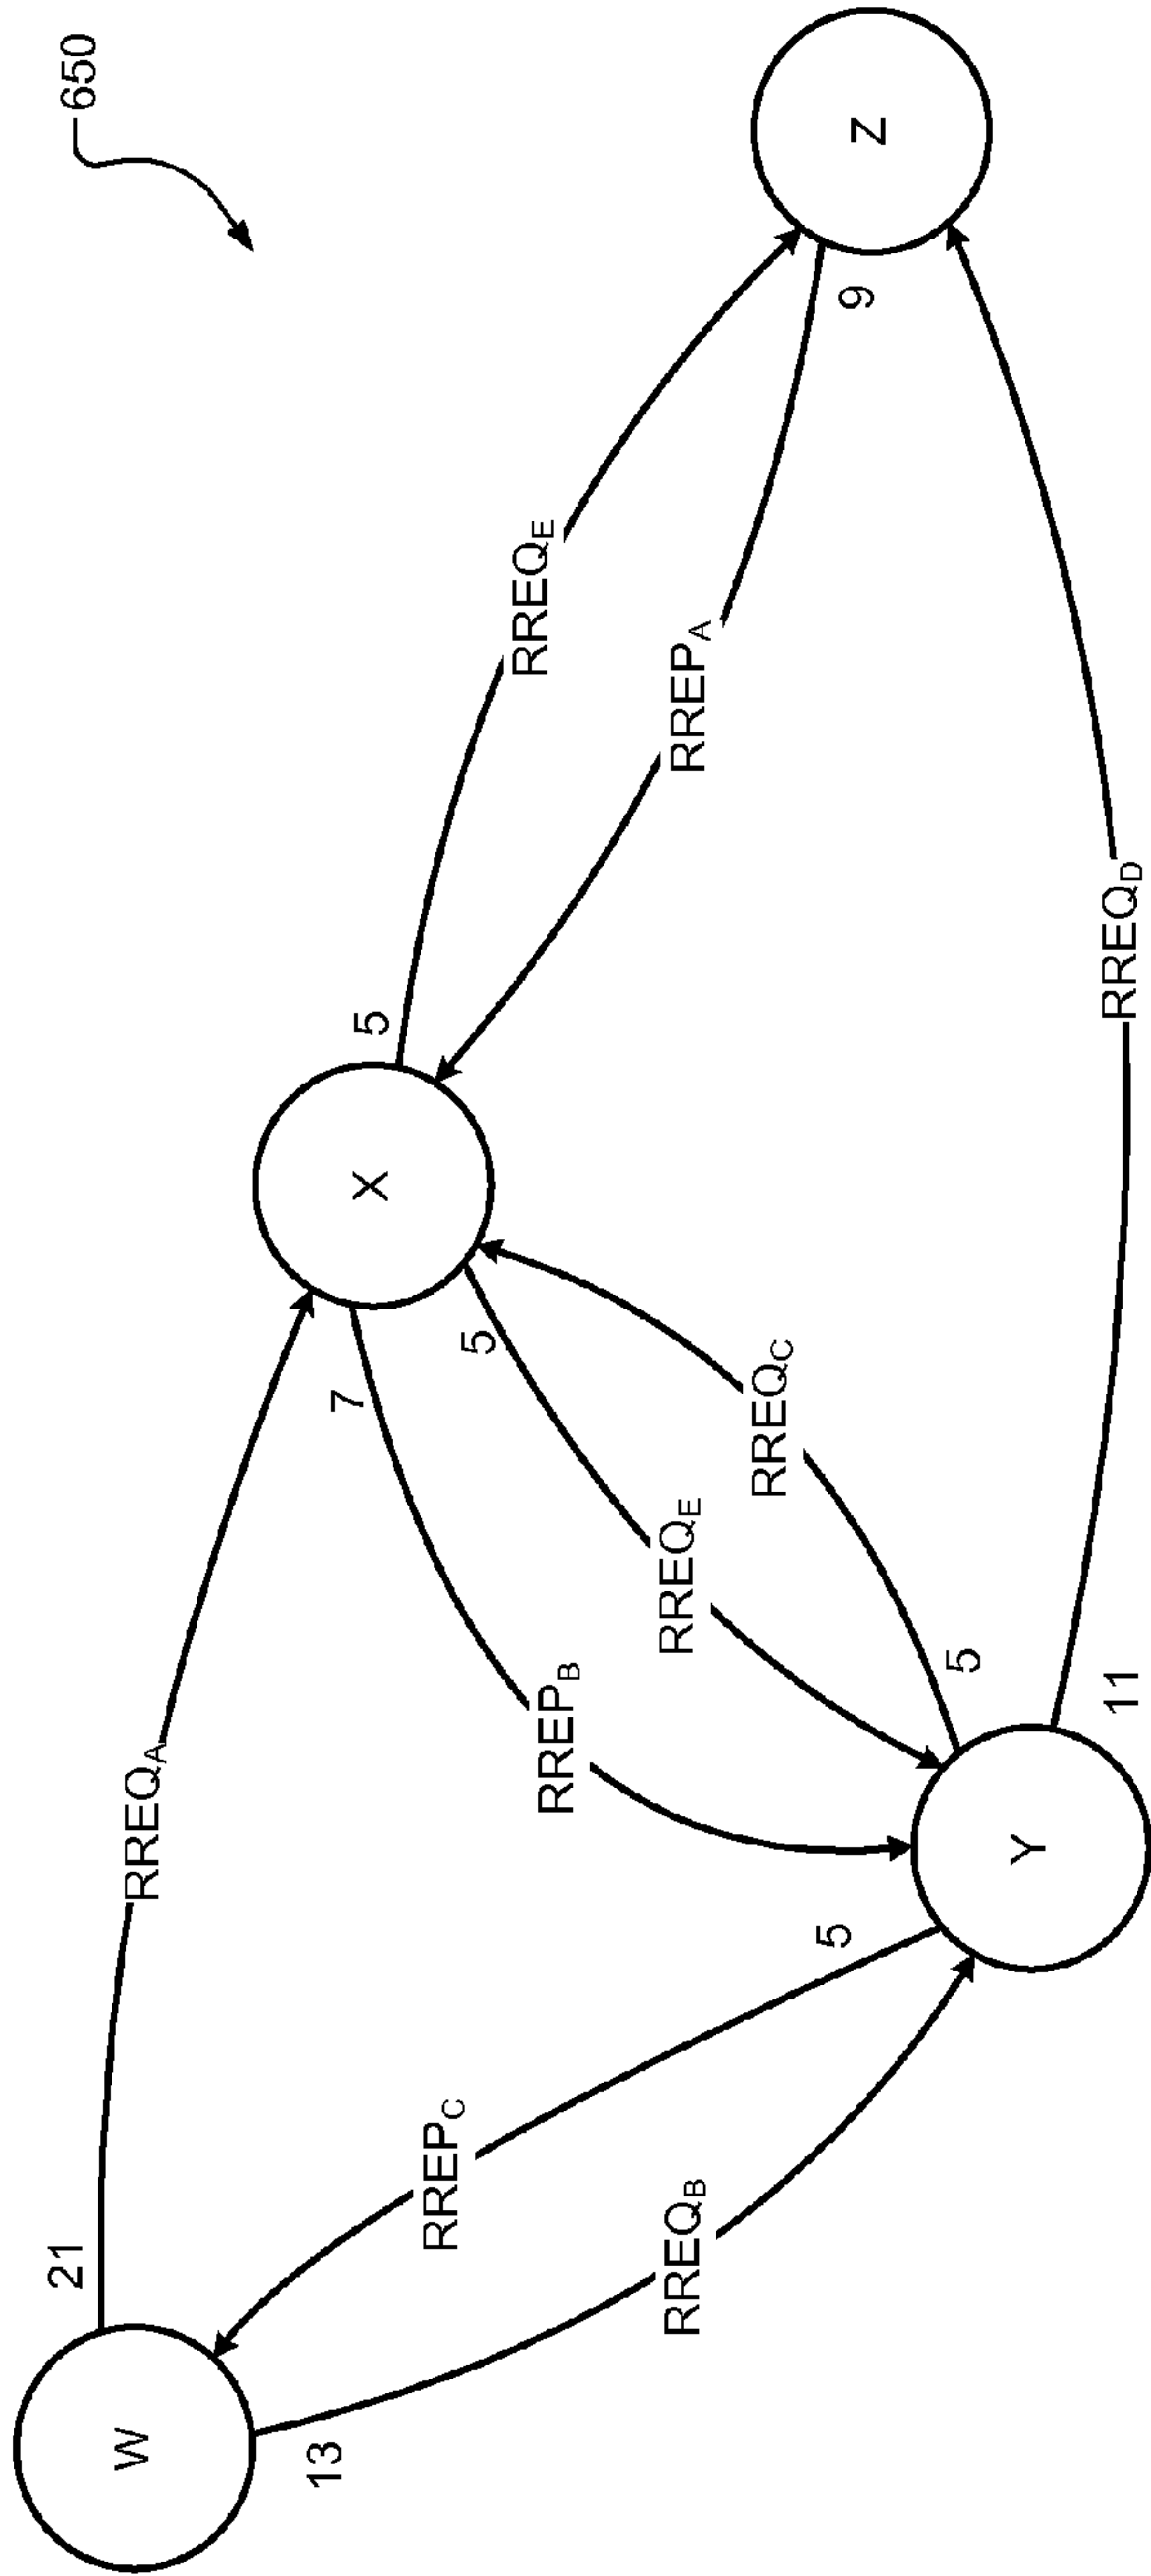 21
650
W
RREQA
13
7
X
5
RREPC
5
RREQE
RREPB
RREQB
RREQE
RREPA
RREQC
5
9
Z
5
Y
11
RREQD